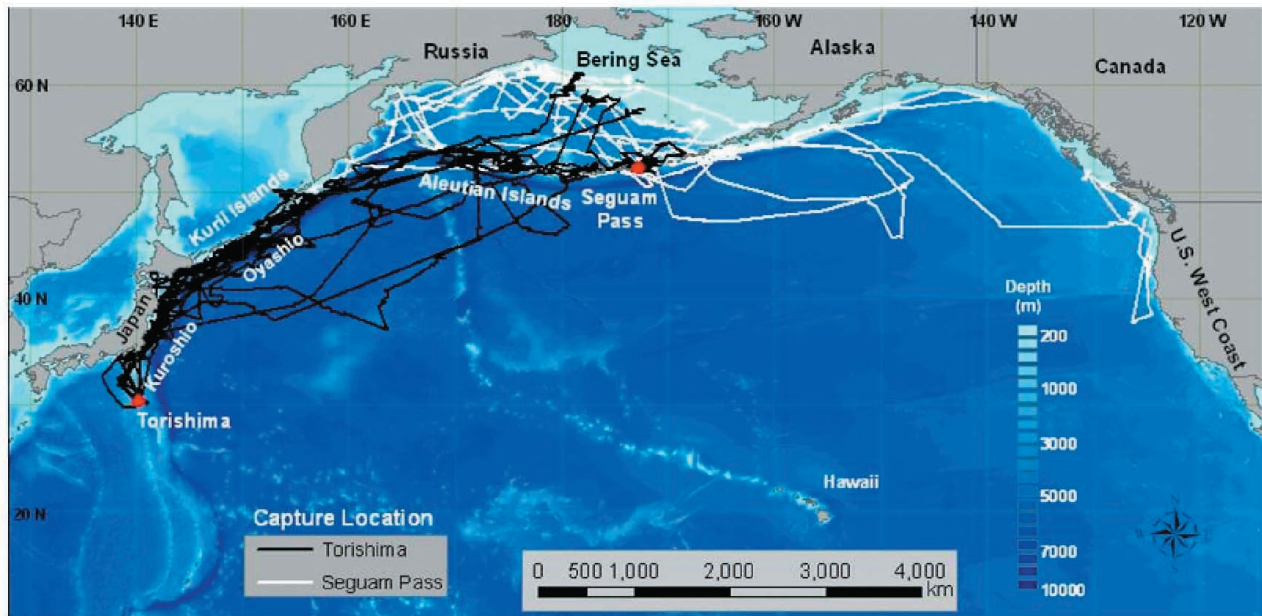 140 E
160 E
180
160 W
140 W
120 W
Russia
Bering Sea
Alaska
Canada
60 N
Kuril Islands
Aleutian Islands
Seguam
Pass
Oyashio
U.S. West Coast
40 N
Japan
Kuroshio
Depth
(m)
200
1000
3000
5000
7000
10000
Torishima
Hawaii
20 N
Capture Location
Torishima
Seguam Pass
0 500 1,000 2,000 3,000 4,000
km